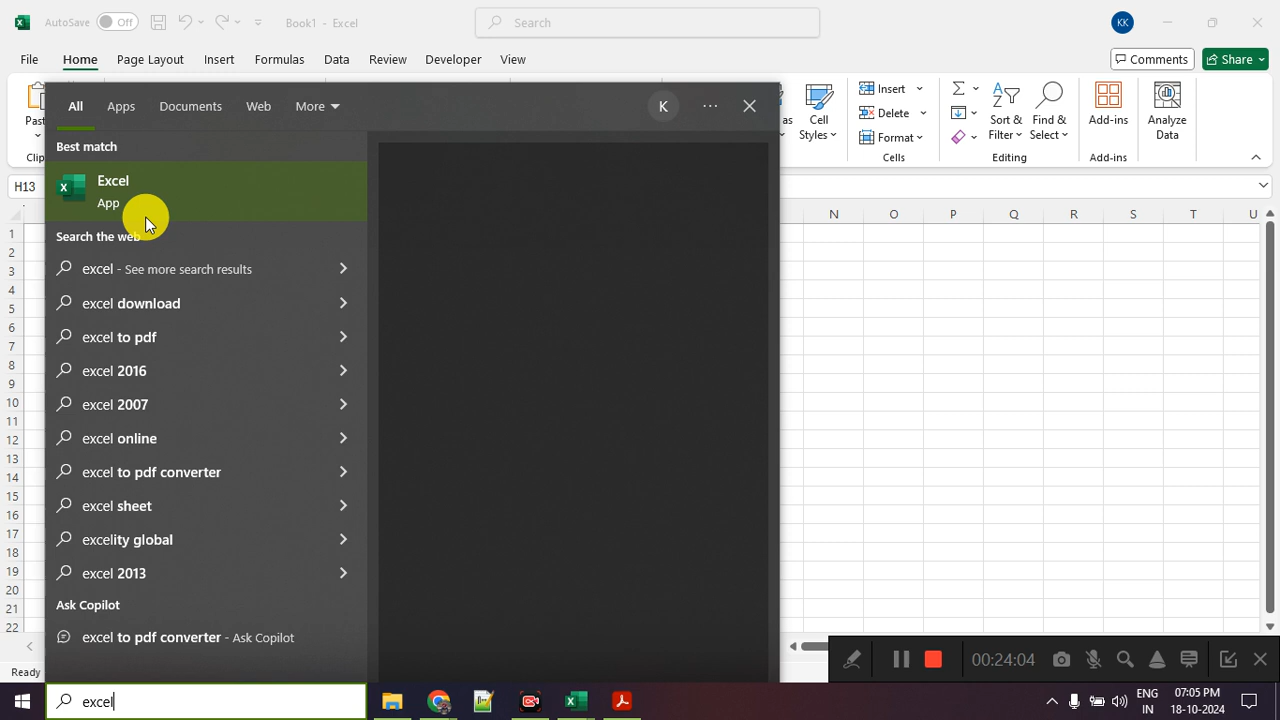 AutoSave Off Book1 - Excel Search KK
File Home Page Layout Insert Formulas Data Review Developer View Comments Share
Insert
Delete
Format
Cells
Cell
Styles
Sort &
Filter
Find
Select
Editing
Add-ins
Add-ins
Analyze
Data
H13
N O P Q R S T U
1
2
3
4
5
6
7
8
9
10
11
12
13
14
15
16
17
18
19
20
21
22
Ready
All Apps Documents Web More K
Best match
Excel
App
Search the web
excel - See more search results
excel download
excel to pdf
excel 2016
excel 2007
excel online
excel to pdf converter
excel sheet
excelity global
excel 2013
Ask Copilot
excel to pdf converter - Ask Copilot
00:24:04
excel
ENG
IN
07:05 PM
18-10-2024